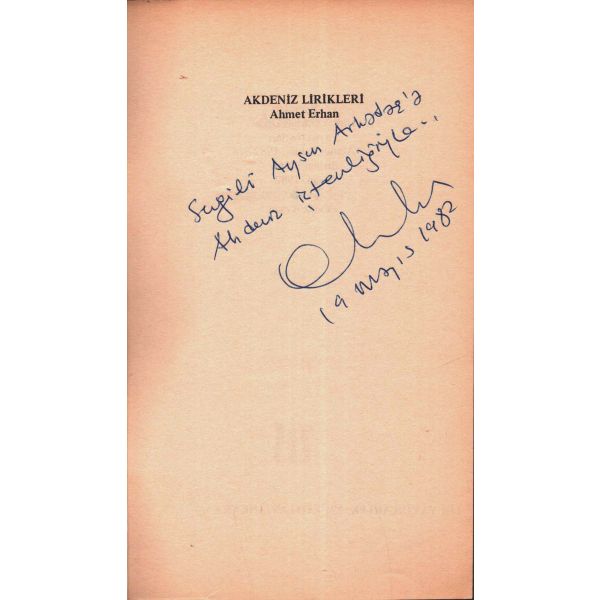 AKDENİZ LİRİKLERİ
Ahmet Erhan
Sevgili Aysun Arkadaş'a
Akdeniz içtenliğiyle..
19 Mayıs 1982